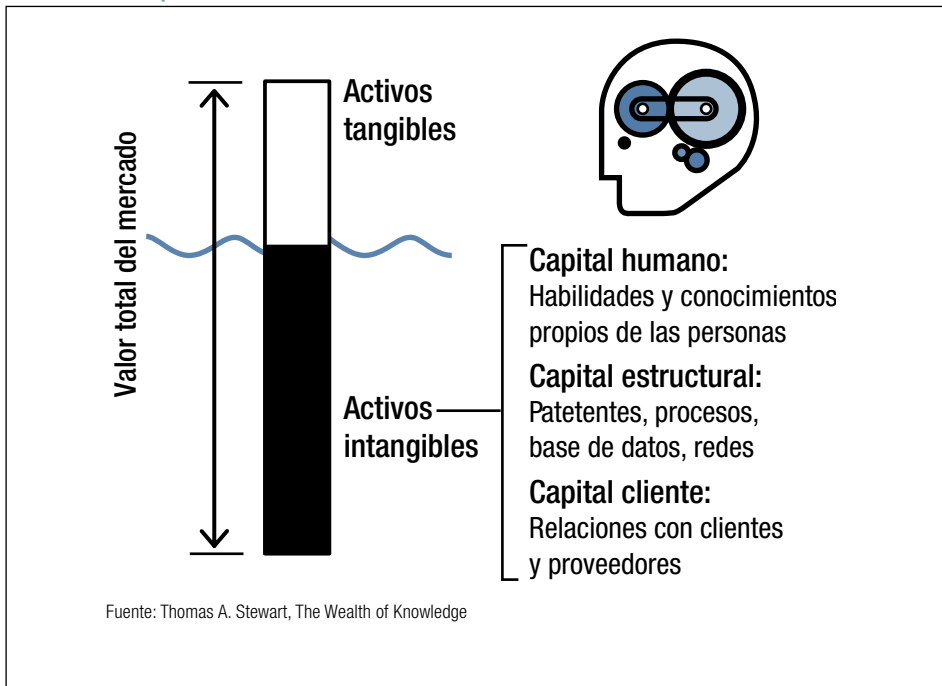 Valor total del mercado
Activos
tangibles
Activos
intangibles
Capital humano:
Habilidades y conocimientos
propios de las personas
Capital estructural:
Patetentes, procesos,
base de datos, redes
Capital cliente:
Relaciones con clientes
y proveedores
Fuente: Thomas A. Stewart, The Wealth of Knowledge